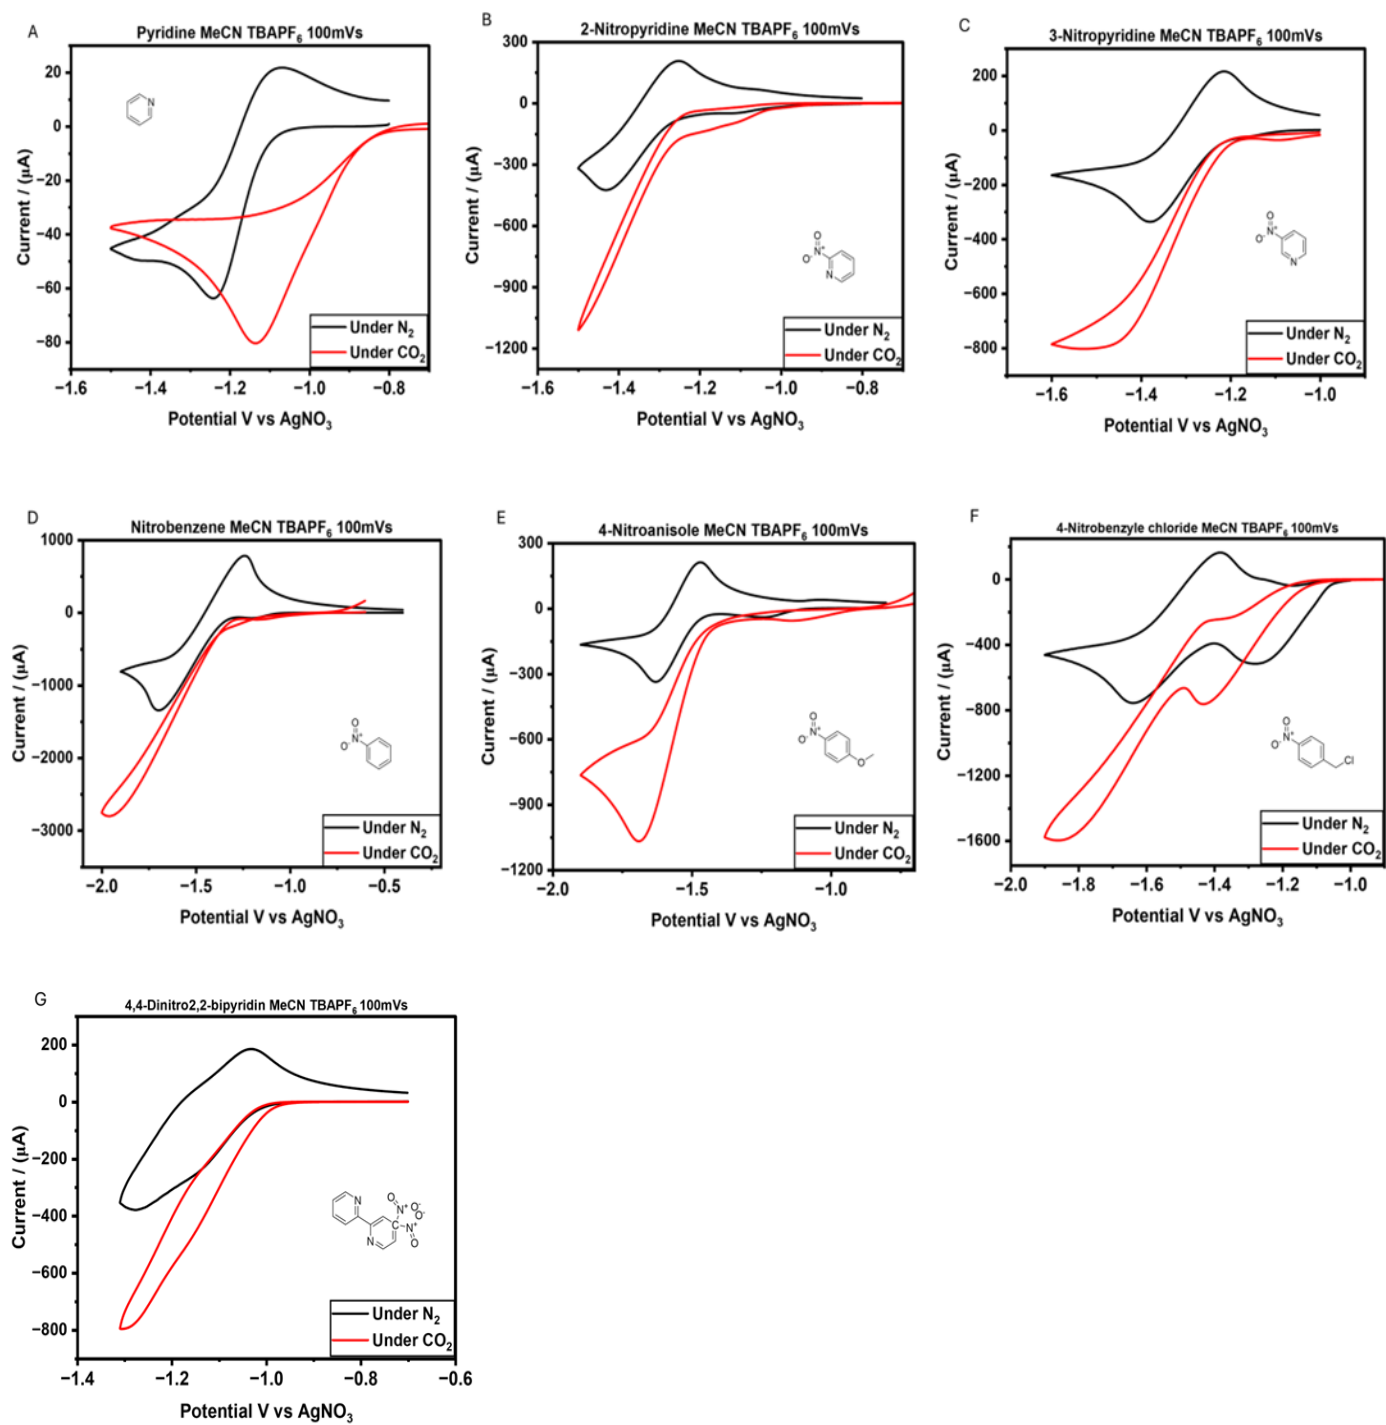 A
Pyridine MeCN TBAPF6 100mVs
20
0
−20
−40
−60
−80
Current / (μA)
N
Under N2
Under CO2
−1.6 −1.4 −1.2 −1.0 −0.8
Potential V vs AgNO3
B
2-Nitropyridine MeCN TBAPF6 100mVs
300
0
−300
−600
−900
−1200
Current / (μA)
O
N+
O-
N
Under N2
Under CO2
−1.6 −1.4 −1.2 −1.0 −0.8
Potential V vs AgNO3
C
3-Nitropyridine MeCN TBAPF6 100mVs
200
0
−200
−400
−600
−800
Current / (μA)
O
O- N+
N
Under N2
Under CO2
−1.6 −1.4 −1.2 −1.0
Potential V vs AgNO3
D
Nitrobenzene MeCN TBAPF6 100mVs
1000
0
−1000
−2000
−3000
Current / (μA)
O
O- N+
Under N2
Under CO2
−2.0 −1.5 −1.0 −0.5
Potential V vs AgNO3
E
4-Nitroanisole MeCN TBAPF6 100mVs
300
0
−300
−600
−900
−1200
Current / (μA)
O
N+
O-
O
Under N2
Under CO2
−2.0 −1.5 −1.0
Potential V vs AgNO3
F
4-Nitrobenzyle chloride MeCN TBAPF6 100mVs
0
−400
−800
−1200
−1600
Current / (μA)
O
N+
O-
Cl
Under N2
Under CO2
−2.0 −1.8 −1.6 −1.4 −1.2 −1.0
Potential V vs AgNO3
G
4,4-Dinitro2,2-bipyridin MeCN TBAPF6 100mVs
200
0
−200
−400
−600
−800
Current / (μA)
N
O O-
N+ O-
C N+
N O
Under N2
Under CO2
−1.4 −1.2 −1.0 −0.8 −0.6
Potential V vs AgNO3